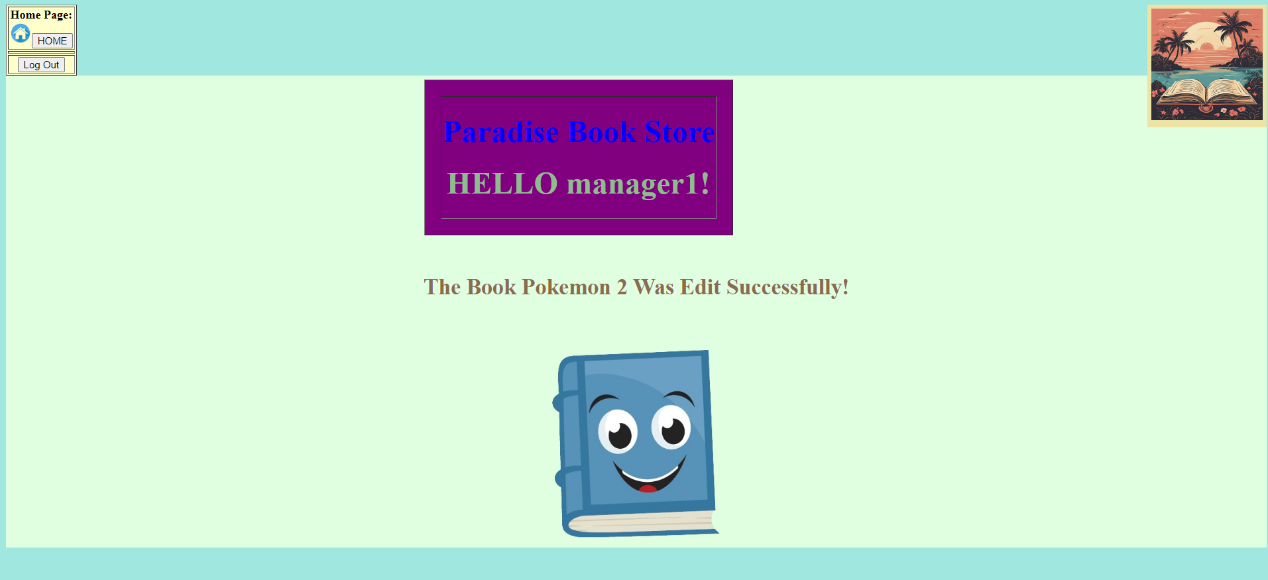 Home Page:
HOME
Log Out
Paradise Book Store
HELLO manager1!
The Book Pokemon 2 Was Edit Successfully!